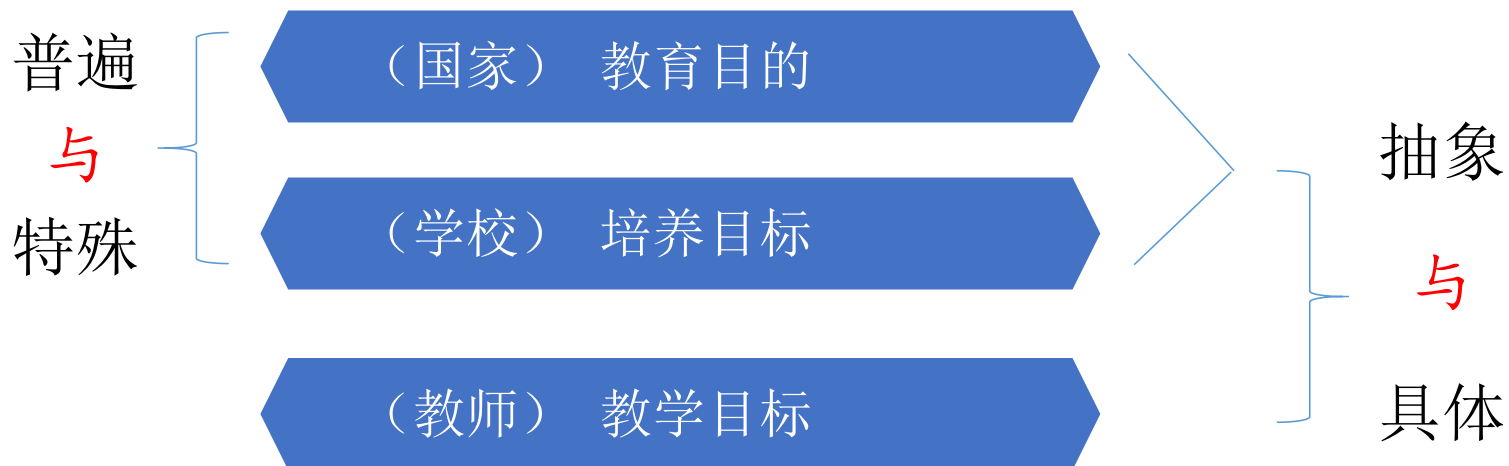 普遍
与
特殊
（国家） 教育目的
（学校） 培养目标
（教师） 教学目标
抽象
与
具体